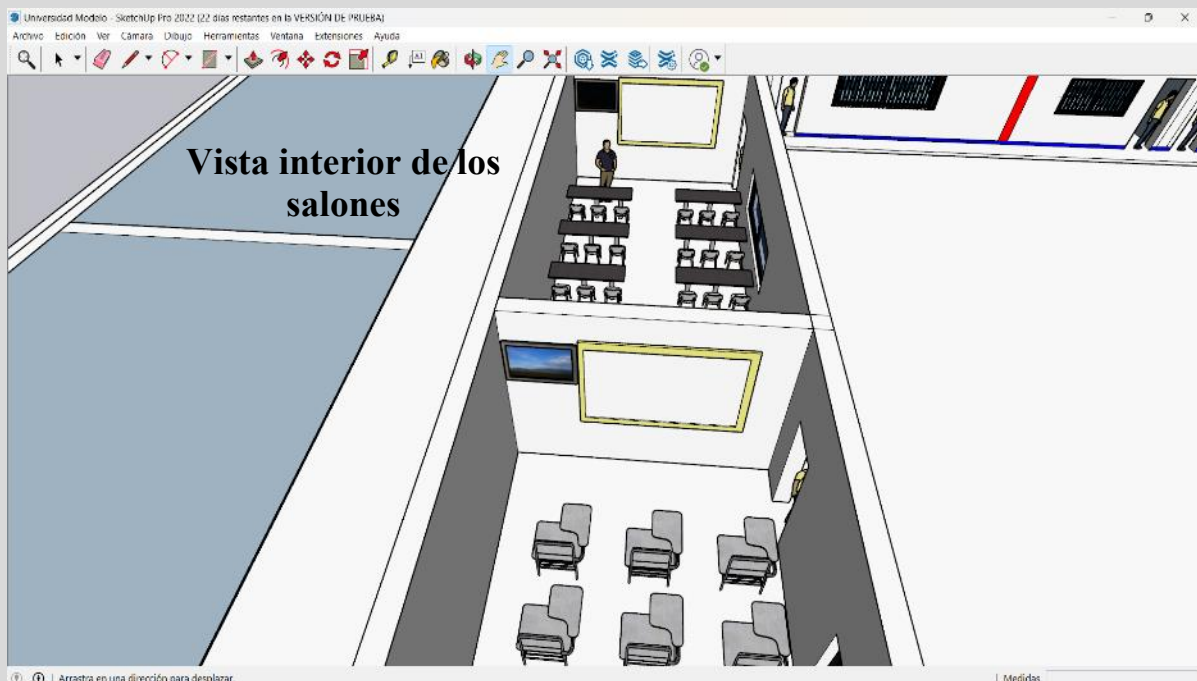 Universidad Modelo - SketchUp Pro 2022 (22 días restantes en la VERSIÓN DE PRUEBA)
Archivo Edición Ver Cámara Dibujo Herramientas Ventana Extensiones Ayuda
A1
Vista interior de los
salones
Arrastra en una dirección para desplazar.
Medidas